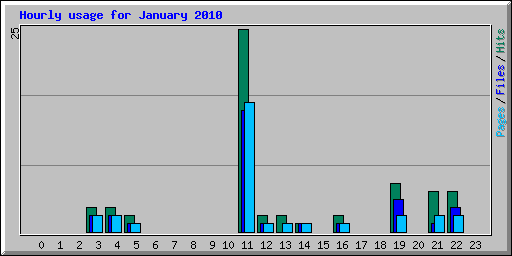 Hourly usage for January 2010
25
Pages / Files / Hits
0 1 2 3 4 5 6 7 8 9 10 11 12 13 14 15 16 17 18 19 20 21 22 23